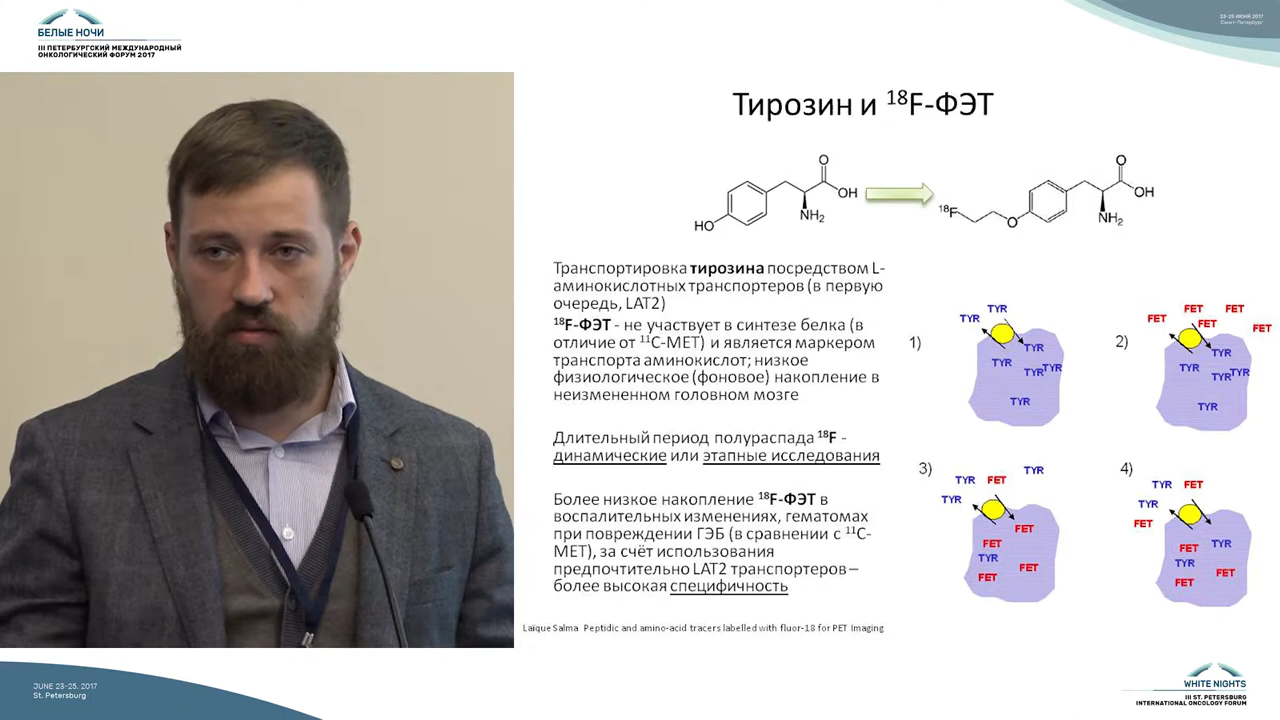 БЕЛЫЕ НОЧИ
III ПЕТЕРБУРГСКИЙ МЕЖДУНАРОДНЫЙ
ОНКОЛОГИЧЕСКИЙ ФОРУМ 2017
23-25 ИЮНЯ 2017
Санкт-Петербург
Тирозин и 18F-ФЭТ
HO
O
OH
NH2
18F
O
O
OH
NH2
Транспортировка тирозина посредством L-
аминокислотных транспортеров (в первую
очередь, LAT2)
18F-ФЭТ - не участвует в синтезе белка (в
отличие от 11C-MET) и является маркером
транспорта аминокислот; низкое
физиологическое (фоновое) накопление в
неизмененном головном мозге
Длительный период полураспада 18F -
динамические или этапные исследования
Более низкое накопление 18F-ФЭТ в
воспалительных изменениях, гематомах
при повреждении ГЭБ (в сравнении с 11C-
MET), за счёт использования
предпочтительно LAT2 транспортеров –
более высокая специфичность
1)
TYR
TYR
TYR
TYR
TYR
TYR
TYR
2)
FET
FET
FET
FET
FET
TYR
TYR
TYR
TYR
TYR
3)
TYR
FET
TYR
TYR
FET
FET
TYR
FET
FET
4)
TYR
FET
TYR
FET
TYR
FET
TYR
FET
FET
Laïque Salma Peptidic and amino-acid tracers labelled with fluor-18 for PET Imaging
JUNE 23-25, 2017
St. Petersburg
WHITE NIGHTS
III ST. PETERSBURG
INTERNATIONAL ONCOLOGY FORUM